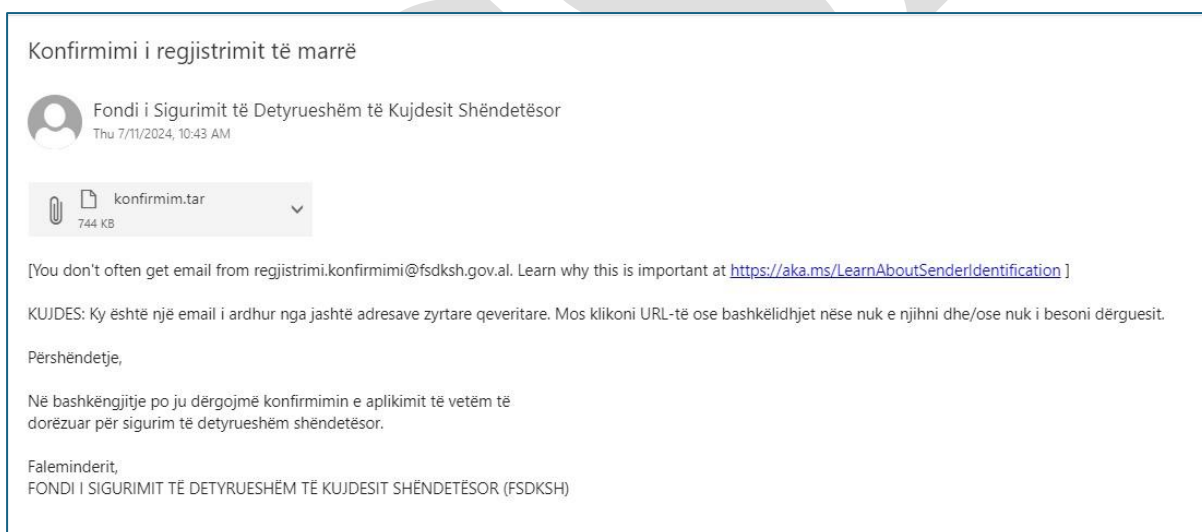 Konfirmimi i regjistrimit të marrë
Fondi i Sigurimit të Detyrueshëm të Kujdesit Shëndetësor
Thu 7/11/2024, 10:43 AM
konfirmim.tar
744 KB
[You don't often get email from regjistrimi.konfirmimi@fsdksh.gov.al. Learn why this is important at https://aka.ms/LearnAboutSenderIdentification ]
KUJDES: Ky është një email i ardhur nga jashtë adresave zyrtare qeveritare. Mos klikoni URL-të ose bashkëlidhjet nëse nuk e njihni dhe/ose nuk i besoni dërguesit.
Përshëndetje,
Në bashkëngjitje po ju dërgojmë konfirmimin e aplikimit të vetëm të
dorëzuar për sigurim të detyrueshëm shëndetësor.
Faleminderit,
FONDI I SIGURIMIT TË DETYRUESHËM TË KUJDESIT SHËNDETËSOR (FSDKSH)